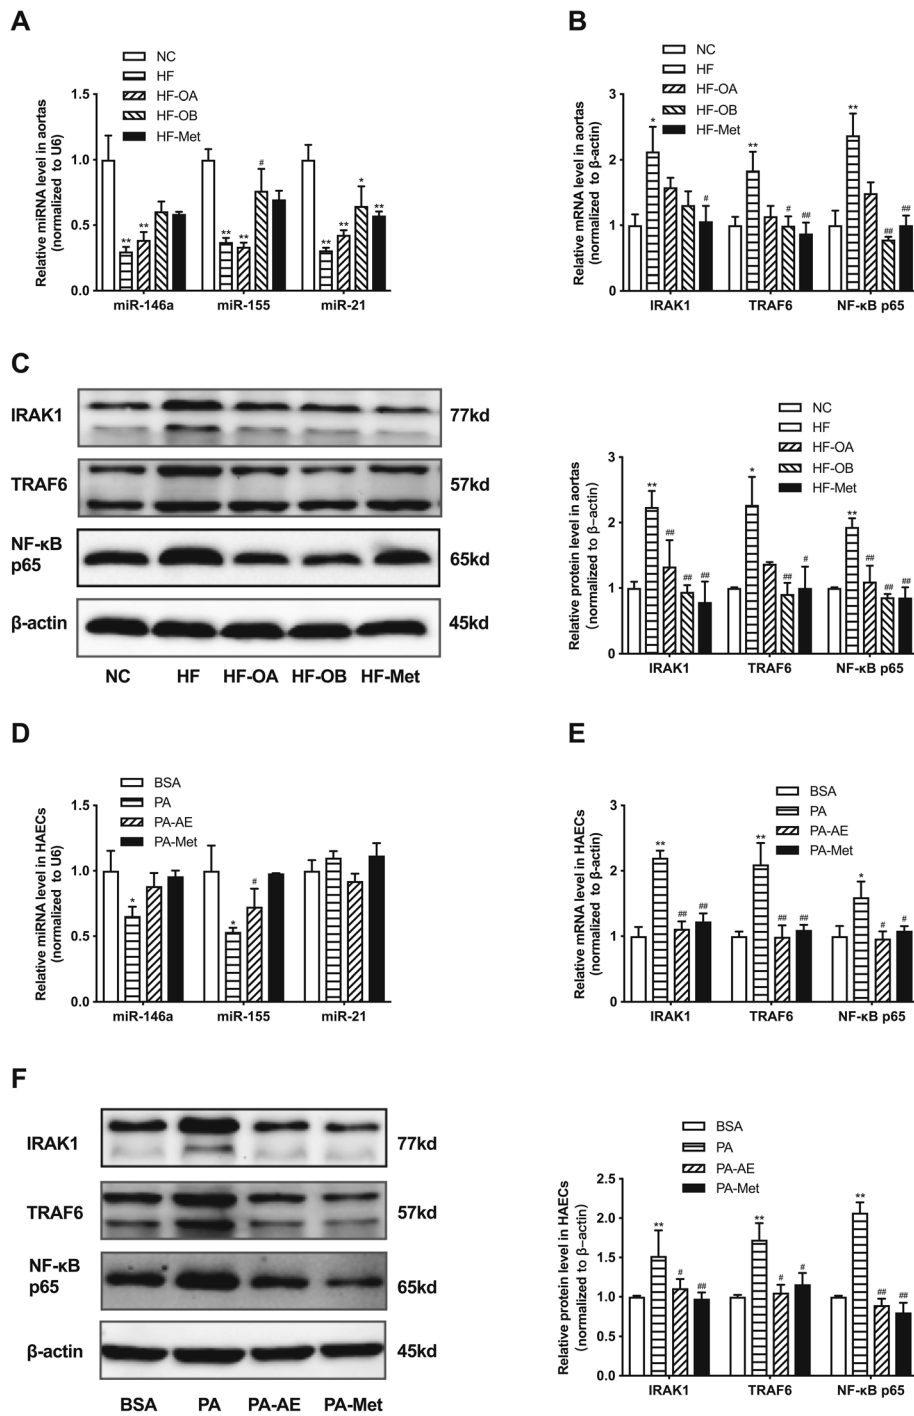 A
NC
HF
HF-OA
HF-OB
HF-Met
Relative miRNA level in aortas
(normalized to U6)
1.5
1.0
0.5
0.0
** ** ** ** # ** ** * **
miR-146a miR-155 miR-21
B
NC
HF
HF-OA
HF-OB
HF-Met
Relative mRNA level in aortas
(normalized to β-actin)
3
2
1
0
* # ** # ## ** ## ##
IRAK1 TRAF6 NF-κB p65
C
IRAK1 77kd
TRAF6 57kd
NF-κB
p65 65kd
β-actin 45kd
NC HF HF-OA HF-OB HF-Met
NC
HF
HF-OA
HF-OB
HF-Met
Relative protein level in aortas
(normalized to β–actin)
3
2
1
0
** ## ## ## * ## # ** ## ## ##
IRAK1 TRAF6 NF-κB p65
D
BSA
PA
PA-AE
PA-Met
Relative miRNA level in HAECs
(normalized to U6)
1.5
1.0
0.5
0.0
* * #
miR-146a miR-155 miR-21
E
BSA
PA
PA-AE
PA-Met
Relative mRNA level in HAECs
(normalized to β-actin)
3
2
1
0
** ## ## ** ## ## * # #
IRAK1 TRAF6 NF-κB p65
F
IRAK1 77kd
TRAF6 57kd
NF-κB
p65 65kd
β-actin 45kd
BSA PA PA-AE PA-Met
BSA
PA
PA-AE
PA-Met
Relative protein level in HAECs
(normalized to β–actin)
2.5
2.0
1.5
1.0
0.5
0.0
** # ## ** # # ** ## ##
IRAK1 TRAF6 NF-κB p65